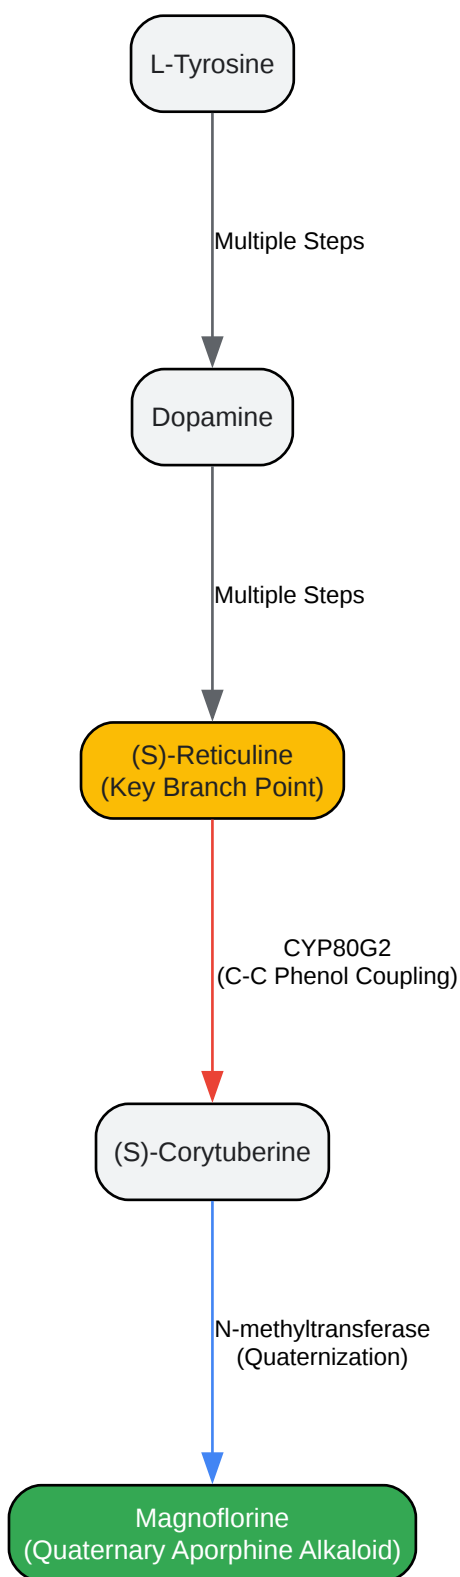 L-Tyrosine
Multiple Steps
Dopamine
Multiple Steps
(S)-Reticuline
(Key Branch Point)
CYP80G2
(C-C Phenol Coupling)
(S)-Corytuberine
N-methyltransferase
(Quaternization)
Magnoflorine
(Quaternary Aporphine Alkaloid)